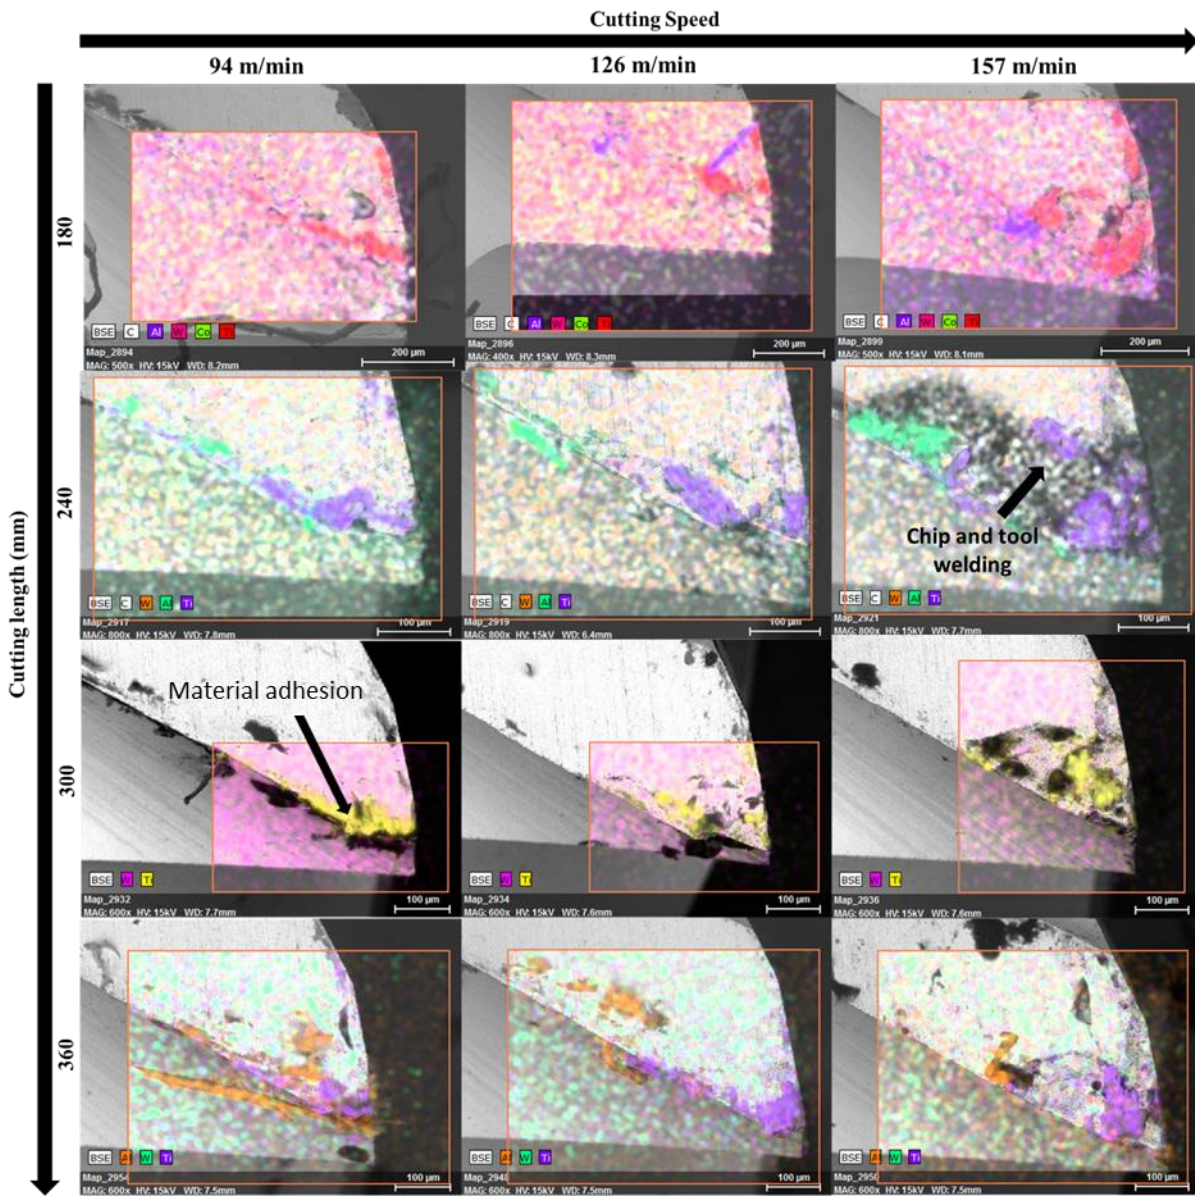 Cutting Speed
94 m/min
126 m/min
157 m/min
Cutting length (mm)
180
BSE C Al W Co Ti
Map_2894
MAG: 500x HV: 15kV WD: 8.2mm
200 µm
BSE C Al W Co Ti
Map_2896
MAG: 400x HV: 15kV WD: 8.3mm
200 µm
BSE C Al W Co Ti
Map_2899
MAG: 500x HV: 15kV WD: 8.1mm
200 µm
240
BSE C W Al Ti
Map_2917
MAG: 800x HV: 15kV WD: 7.8mm
100 µm
BSE C W Al Ti
Map_2919
MAG: 800x HV: 15kV WD: 6.4mm
100 µm
Chip and tool
welding
BSE C W Al Ti
Map_2921
MAG: 800x HV: 15kV WD: 7.7mm
100 µm
300
Material adhesion
BSE W Ti
Map_2932
MAG: 600x HV: 15kV WD: 7.7mm
100 µm
BSE W Ti
Map_2934
MAG: 600x HV: 15kV WD: 7.6mm
100 µm
BSE W Ti
Map_2936
MAG: 600x HV: 15kV WD: 7.6mm
100 µm
360
BSE Al W Ti
MAG: 600x HV: 15kV WD: 7.5mm
100 µm
BSE Al W Ti
MAG: 600x HV: 15kV WD: 7.5mm
100 µm
BSE Al W Ti
MAG: 600x HV: 15kV WD: 7.5mm
100 µm